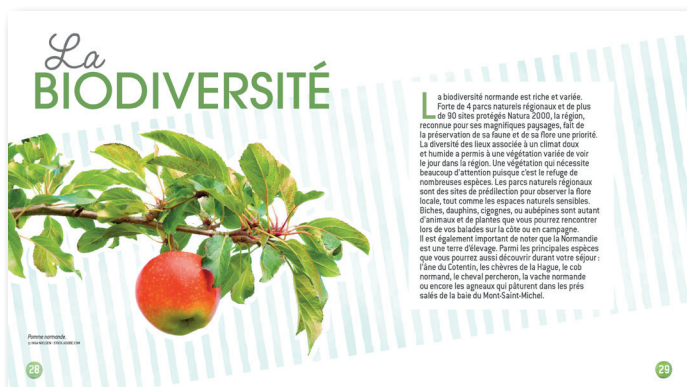 La
BIODIVERSITÉ
La biodiversité normande est riche et variée.
Forte de 4 parcs naturels régionaux et de plus
de 90 sites protégés Natura 2000, la région,
reconnue pour ses magnifiques paysages, fait de
la préservation de sa faune et de sa flore une priorité.
La diversité des lieux associée à un climat doux
et humide a permis à une végétation variée de voir
le jour dans la région. Une végétation qui nécessite
beaucoup d'attention puisque c'est le refuge de
nombreuses espèces. Les parcs naturels régionaux
sont des sites de prédilection pour observer la flore
locale, tout comme les espaces naturels sensibles.
Biches, dauphins, cigognes, ou aubépines sont autant
d'animaux et de plantes que vous pourrez rencontrer
lors de vos balades sur la côte ou en campagne.
Il est également important de noter que la Normandie
est une terre d'élevage. Parmi les principales espèces
que vous pourrez aussi découvrir durant votre séjour :
l'âne du Cotentin, les chèvres de la Hague, le cob
normand, le cheval percheron, la vache normande
ou encore les agneaux qui pâturent dans les prés
salés de la baie du Mont-Saint-Michel.
Pomme normande.
© INGA NIELSEN - STOCK.ADOBE.COM
28
29